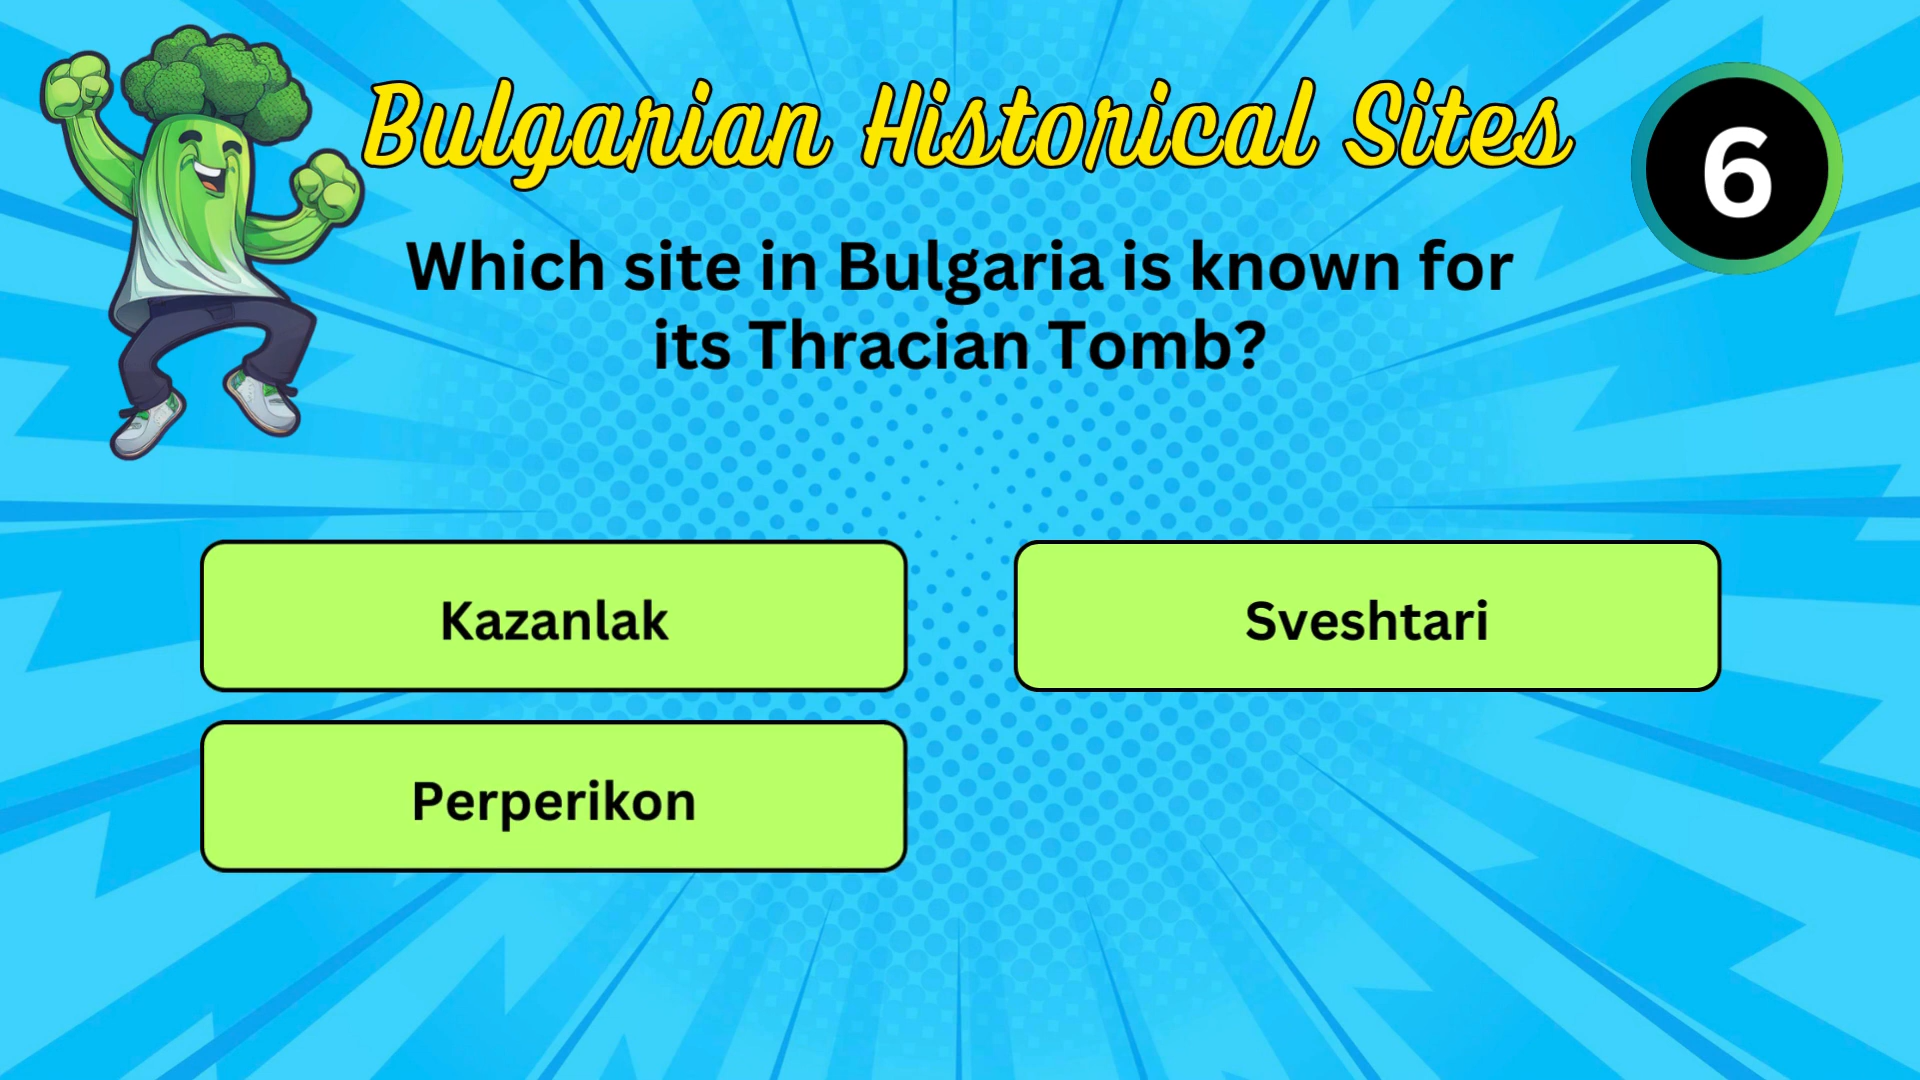 Bulgarian Historical Sites
6
Which site in Bulgaria is known for
its Thracian Tomb?
Kazanlak
Sveshtari
Perperikon